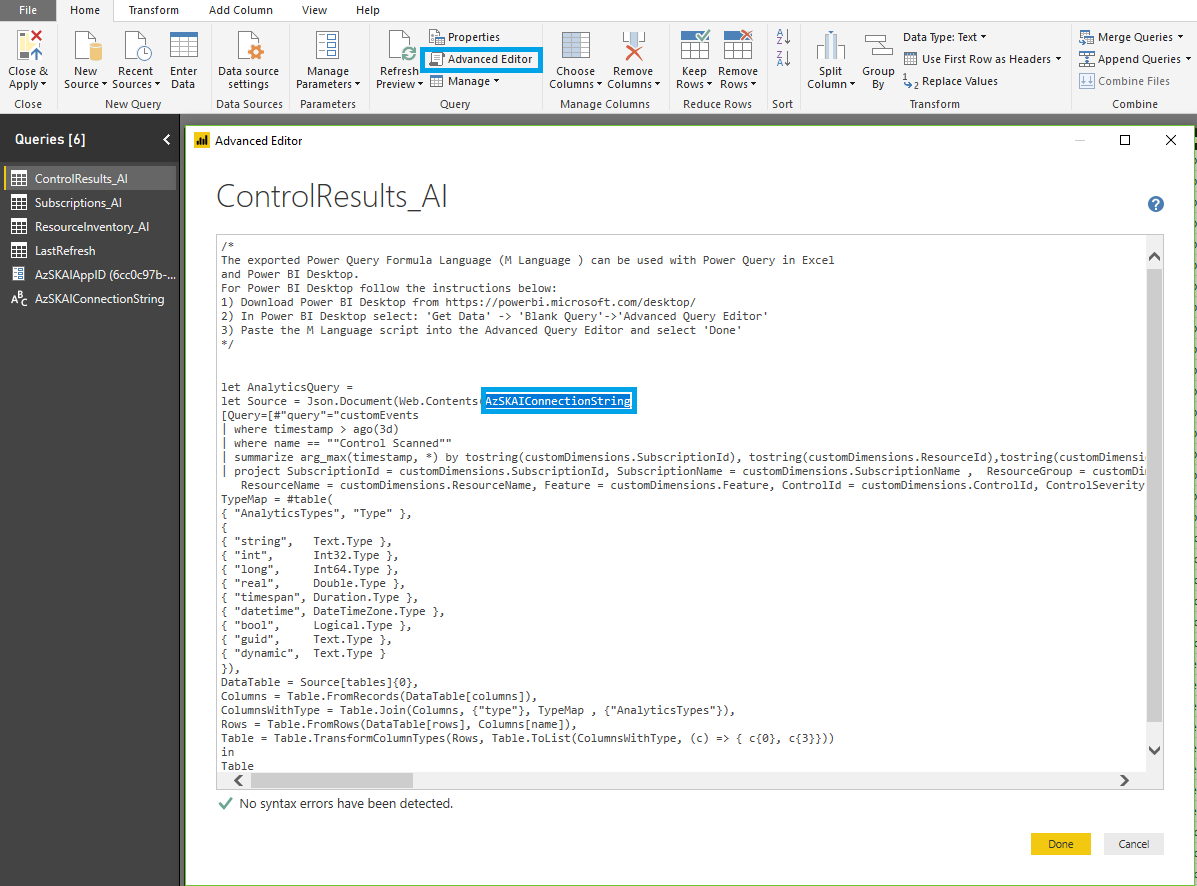 File Home Transform Add Column View Help
Close & Apply
New Source
Recent Sources
Enter Data
Data source settings
Manage Parameters
Refresh Preview
Properties
Advanced Editor
Manage
Choose Columns
Remove Columns
Keep Rows
Remove Rows
Split Column
Group By
Data Type: Text
Use First Row as Headers
Replace Values
Merge Queries
Append Queries
Combine Files
Close New Query Data Sources Parameters Query Manage Columns Reduce Rows Sort Transform Combine
Queries [6]
ControlResults_AI
Subscriptions_AI
ResourceInventory_AI
LastRefresh
AzSKAIAppID (6cc0c97b-...
AzSKAIConnectionString
Advanced Editor
ControlResults_AI
/*
The exported Power Query Formula Language (M Language ) can be used with Power Query in Excel
and Power BI Desktop.
For Power BI Desktop follow the instructions below:
1) Download Power BI Desktop from https://powerbi.microsoft.com/desktop/
2) In Power BI Desktop select: 'Get Data' -> 'Blank Query'->'Advanced Query Editor'
3) Paste the M Language script into the Advanced Query Editor and select 'Done'
*/
let AnalyticsQuery =
let Source = Json.Document(Web.Contents(AzSKAIConnectionString
[Query=[#"query"="customEvents
| where timestamp > ago(3d)
| where name == ""Control Scanned""
| summarize arg_max(timestamp, *) by tostring(customDimensions.SubscriptionId), tostring(customDimensions.ResourceId),tostring(customDimensi
| project SubscriptionId = customDimensions.SubscriptionId, SubscriptionName = customDimensions.SubscriptionName , ResourceGroup = customDi
ResourceName = customDimensions.ResourceName, Feature = customDimensions.Feature, ControlId = customDimensions.ControlId, ControlSeverity
TypeMap = #table(
{ "AnalyticsTypes", "Type" },
{
{ "string", Text.Type },
{ "int", Int32.Type },
{ "long", Int64.Type },
{ "real", Double.Type },
{ "timespan", Duration.Type },
{ "datetime", DateTimeZone.Type },
{ "bool", Logical.Type },
{ "guid", Text.Type },
{ "dynamic", Text.Type }
}),
DataTable = Source[tables]{0},
Columns = Table.FromRecords(DataTable[columns]),
ColumnsWithType = Table.Join(Columns, {"type"}, TypeMap , {"AnalyticsTypes"}),
Rows = Table.FromRows(DataTable[rows], Columns[name]),
Table = Table.TransformColumnTypes(Rows, Table.ToList(ColumnsWithType, (c) => { c{0}, c{3}}))
in
Table
No syntax errors have been detected.
Done Cancel